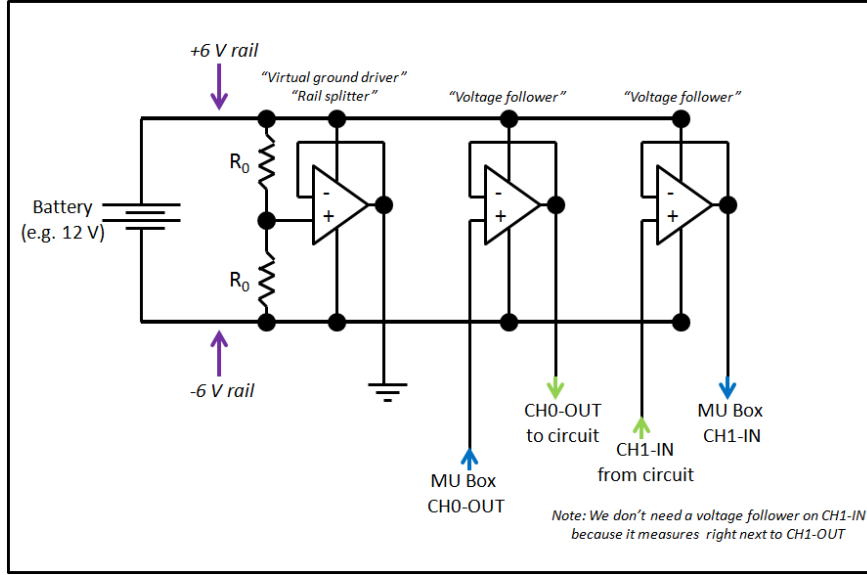 +6 V rail
"Virtual ground driver"
"Rail splitter"
"Voltage follower"
"Voltage follower"
R0
-
+
-
+
-
+
Battery
(e.g. 12 V)
R0
-6 V rail
CH0-OUT
to circuit
MU Box
CH1-IN
CH1-IN
from circuit
MU Box
CH0-OUT
Note: We don't need a voltage follower on CH1-IN
because it measures right next to CH1-OUT